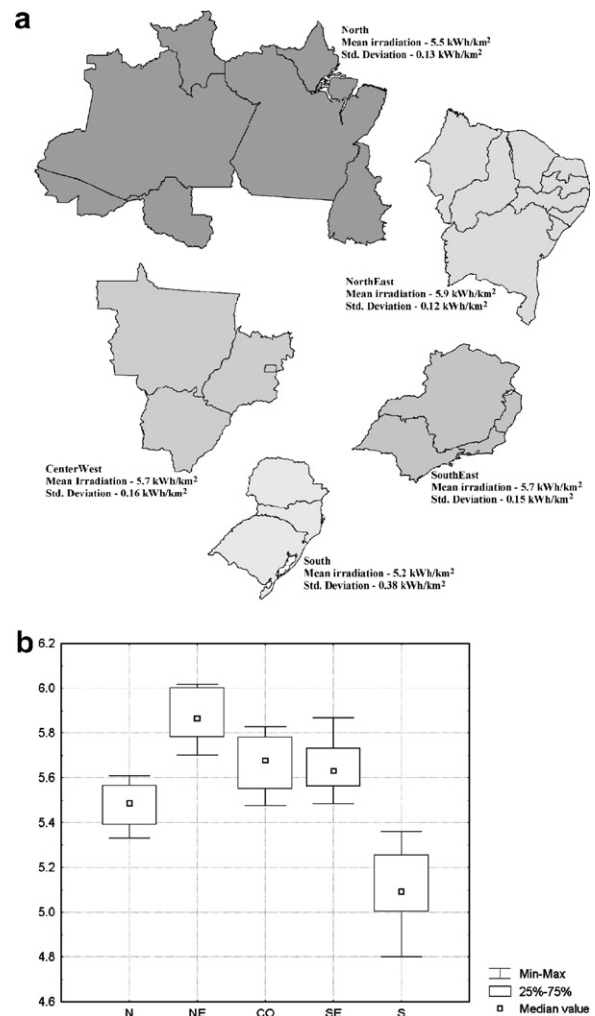 a
North
Mean irradiation - 5.5 kWh/km²
Std. Deviation - 0.13 kWh/km²
NorthEast
Mean irradiation - 5.9 kWh/km²
Std. Deviation - 0.12 kWh/km²
CenterWest
Mean Irradiation - 5.7 kWh/km²
Std. Deviation - 0.16 kWh/km²
SouthEast
Mean irradiation - 5.7 kWh/km²
Std. Deviation - 0.15 kWh/km²
South
Mean irradiation - 5.2 kWh/km²
Std. Deviation - 0.38 kWh/km²
b
6.2
6.0
5.8
5.6
5.4
5.2
5.0
4.8
4.6
N NE CO SE S
Min-Max
25%-75%
Median value